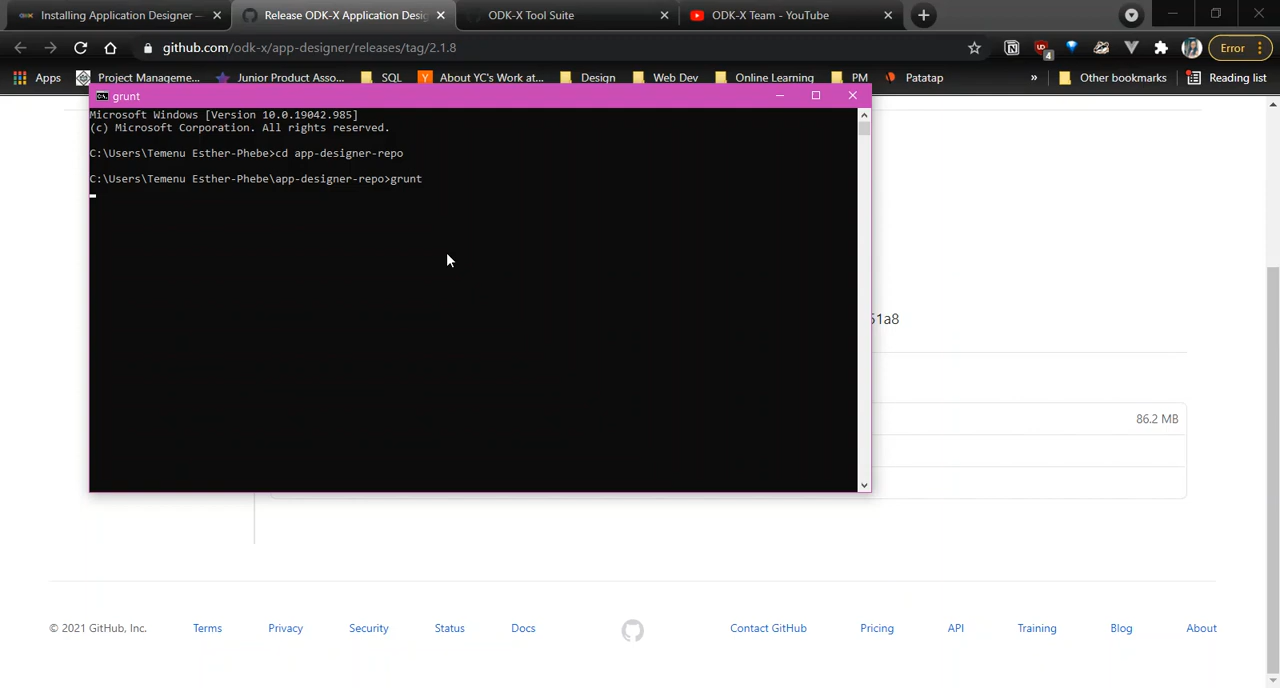 Installing Application Designer —
Release ODK-X Application Desig
ODK-X Tool Suite
ODK-X Team - YouTube
github.com/odk-x/app-designer/releases/tag/2.1.8
4
Error
Apps
Project Manageme...
Junior Product Asso...
SQL
About YC's Work at...
Design
Web Dev
Online Learning
PM
Patatap
»
Other bookmarks
Reading list
grunt
Microsoft Windows [Version 10.0.19042.985]
(c) Microsoft Corporation. All rights reserved.
C:\Users\Temenu Esther-Phebe>cd app-designer-repo
C:\Users\Temenu Esther-Phebe\app-designer-repo>grunt
51a8
86.2 MB
© 2021 GitHub, Inc.
Terms
Privacy
Security
Status
Docs
Contact GitHub
Pricing
API
Training
Blog
About